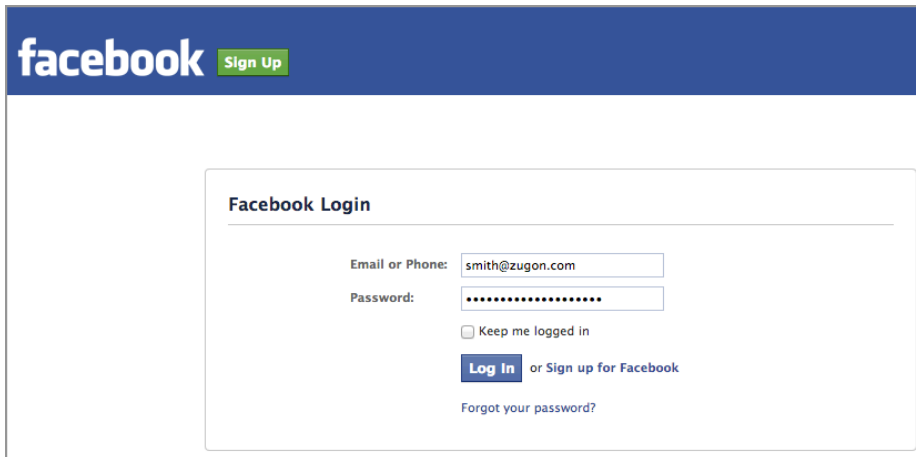 facebook Sign Up
Facebook Login
Email or Phone: smith@zugon.com
Password: ••••••••••••••••••••
Keep me logged in
Log In or Sign up for Facebook
Forgot your password?